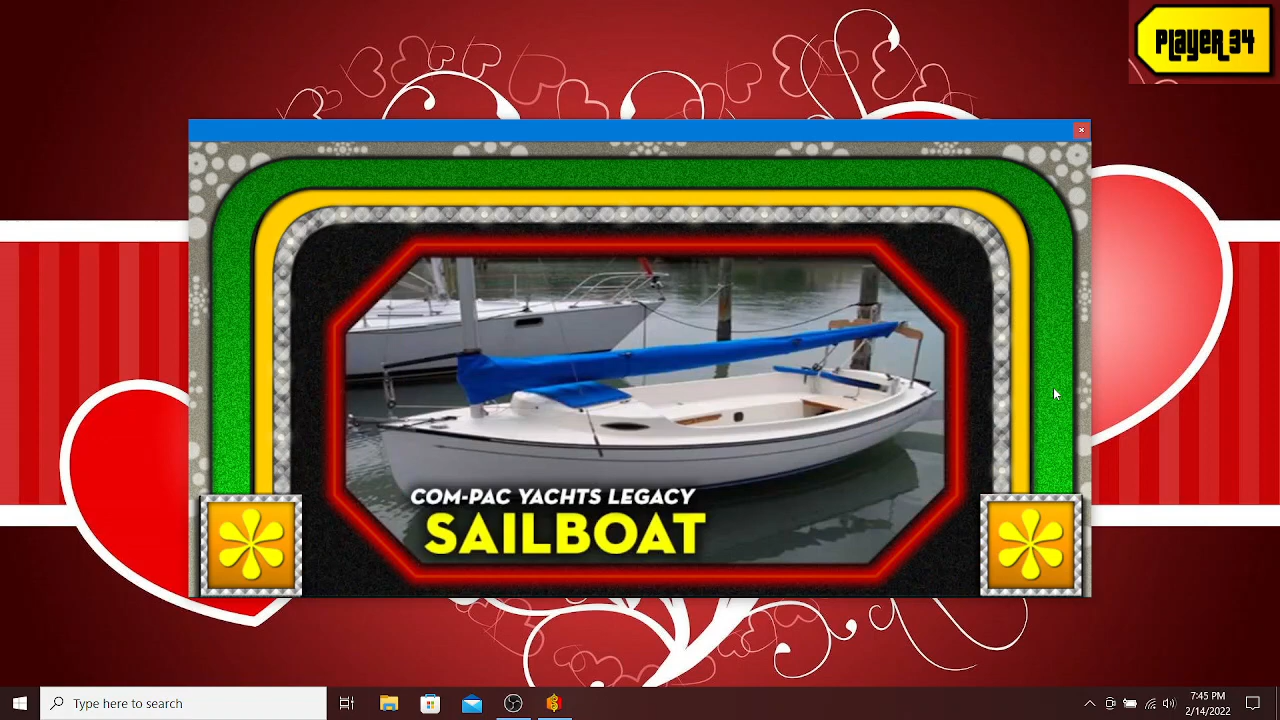 PLAYER 34
COM-PAC YACHTS LEGACY
SAILBOAT
Type here to search
7:45 PM
2/14/2022